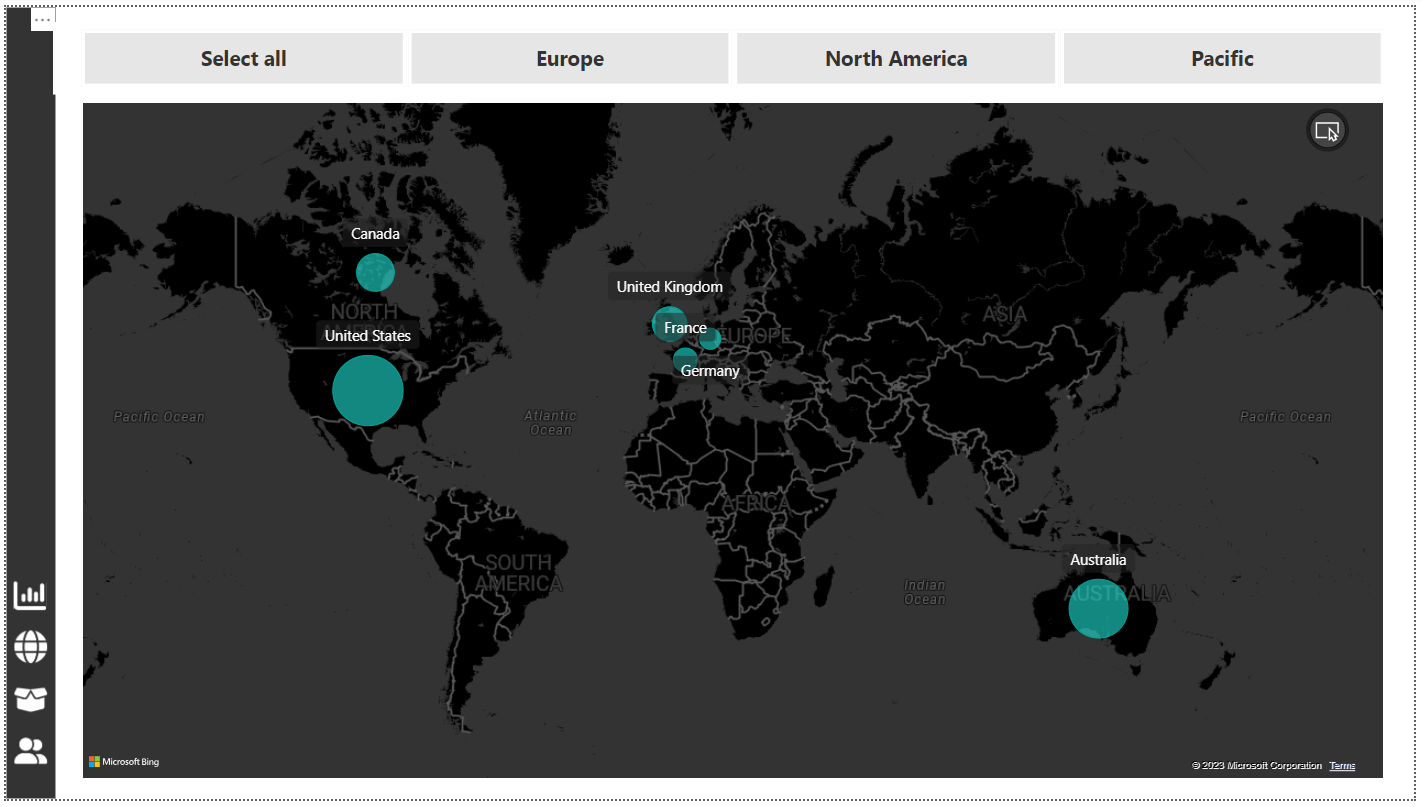 ...
Select all
Europe
North America
Pacific
Canada
NORTH
AMERICA
United States
United Kingdom
France
EUROPE
Germany
ASIA
Pacific Ocean
Atlantic
Ocean
Pacific Ocean
AFRICA
SOUTH
AMERICA
Indian
Ocean
Australia
AUSTRALIA
Microsoft Bing
© 2023 Microsoft Corporation Terms